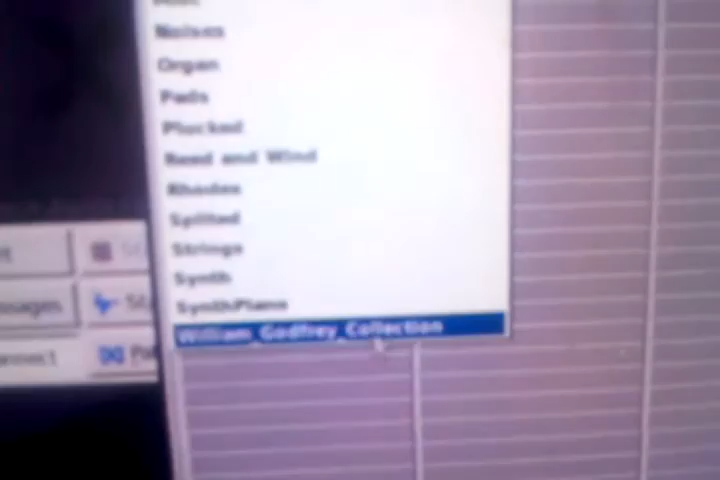 Noises
Organ
Pads
Plucked
Reed and Wind
Rhodes
Splitted
Strings
Synth
SynthPiano
William_Godfrey_Collection